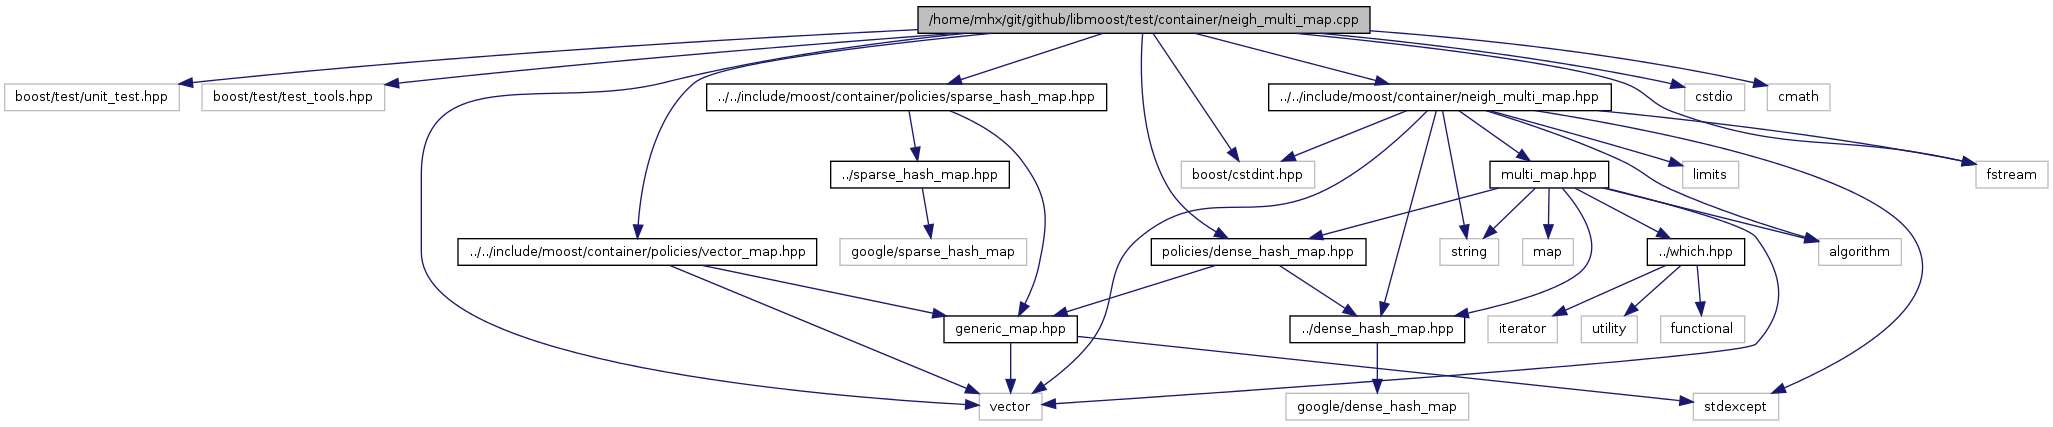 /home/mhx/git/github/libmoost/test/container/neigh_multi_map.cpp
boost/test/unit_test.hpp
boost/test/test_tools.hpp
../../include/moost/container/policies/sparse_hash_map.hpp
../../include/moost/container/neigh_multi_map.hpp
cstdio
cmath
../sparse_hash_map.hpp
boost/cstdint.hpp
multi_map.hpp
limits
fstream
../../include/moost/container/policies/vector_map.hpp
google/sparse_hash_map
policies/dense_hash_map.hpp
string
map
../which.hpp
algorithm
generic_map.hpp
../dense_hash_map.hpp
iterator
utility
functional
vector
google/dense_hash_map
stdexcept